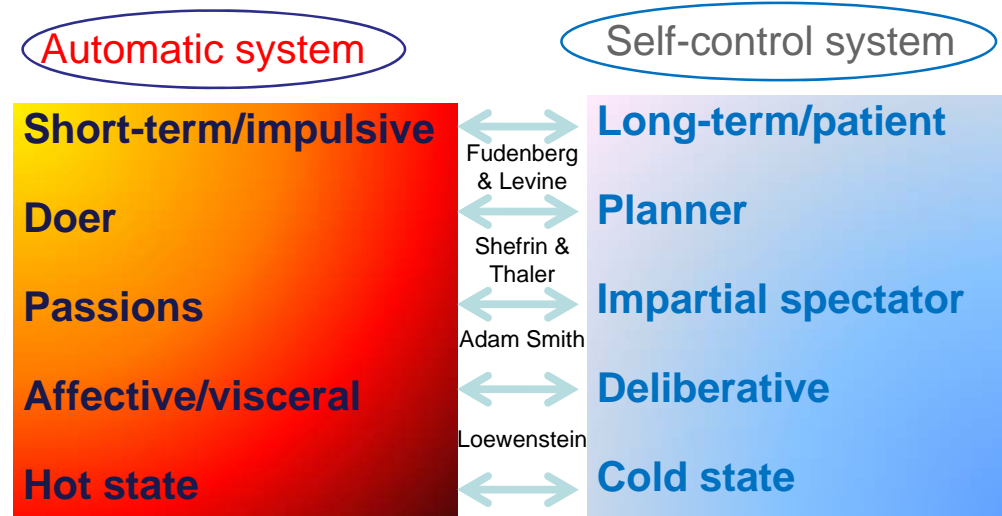 Automatic system
Self-control system
Short-term/impulsive
Long-term/patient
Fudenberg
& Levine
Doer
Planner
Shefrin &
Thaler
Passions
Impartial spectator
Adam Smith
Affective/visceral
Deliberative
Loewenstein
Hot state
Cold state